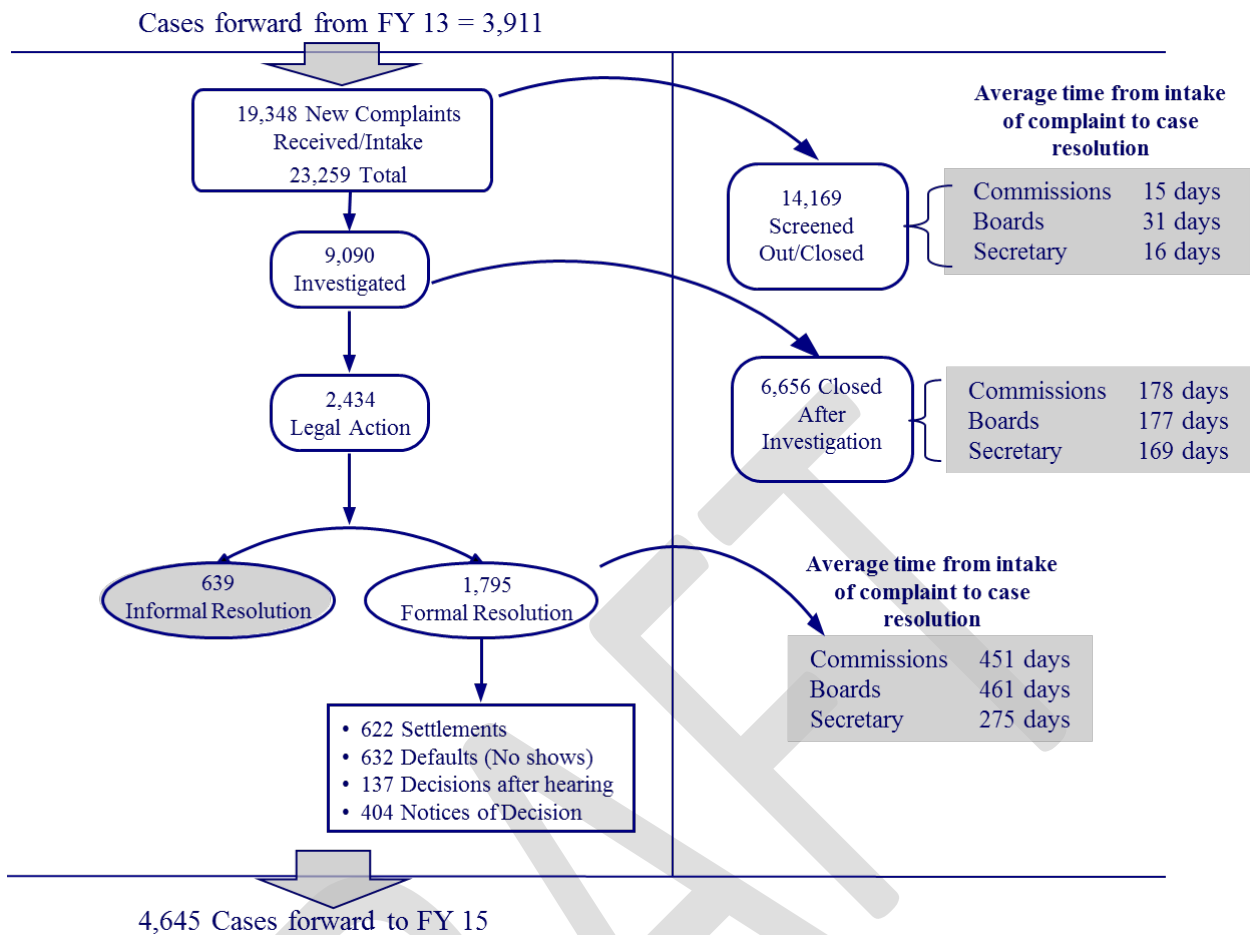 Cases forward from FY 13 = 3,911
19,348 New Complaints
Received/Intake
23,259 Total
9,090
Investigated
2,434
Legal Action
639
Informal Resolution
1,795
Formal Resolution
• 622 Settlements
• 632 Defaults (No shows)
• 137 Decisions after hearing
• 404 Notices of Decision
4,645 Cases forward to FY 15
Average time from intake
of complaint to case
resolution
14,169
Screened
Out/Closed
Commissions 15 days
Boards 31 days
Secretary 16 days
6,656 Closed
After
Investigation
Commissions 178 days
Boards 177 days
Secretary 169 days
Average time from intake
of complaint to case
resolution
Commissions 451 days
Boards 461 days
Secretary 275 days
DRAFT